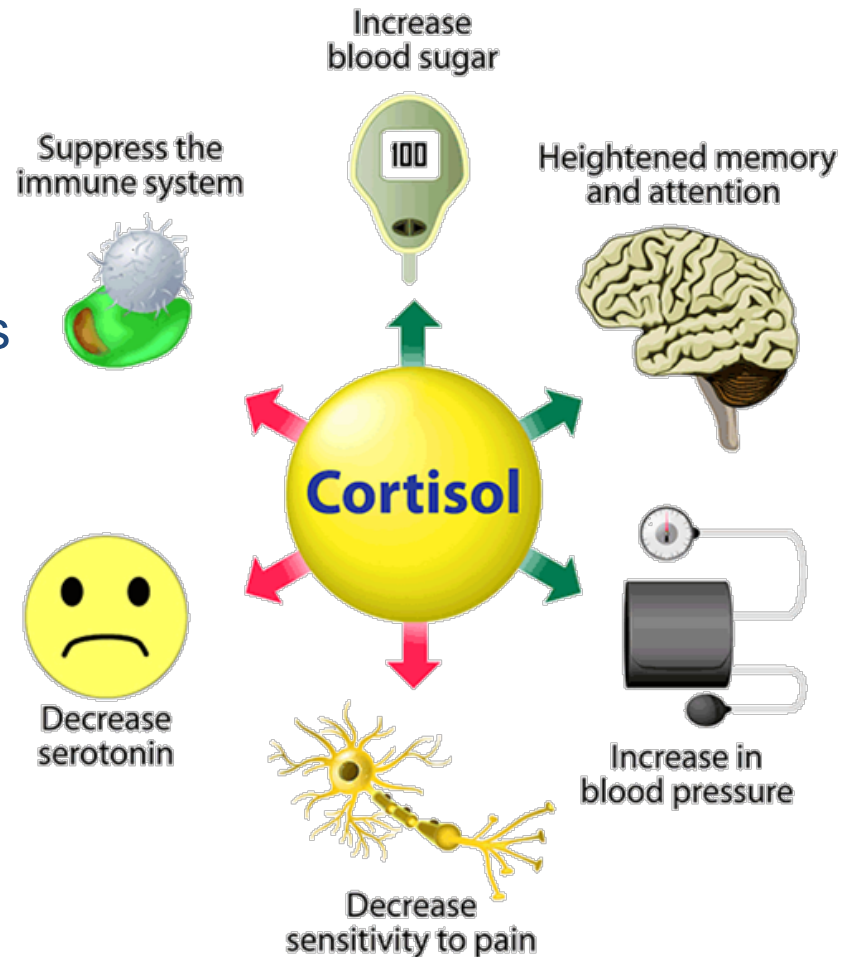 Increase
blood sugar
100
Suppress the
immune system
Heightened memory
and attention
s
Cortisol
Decrease
serotonin
Increase in
blood pressure
Decrease
sensitivity to pain